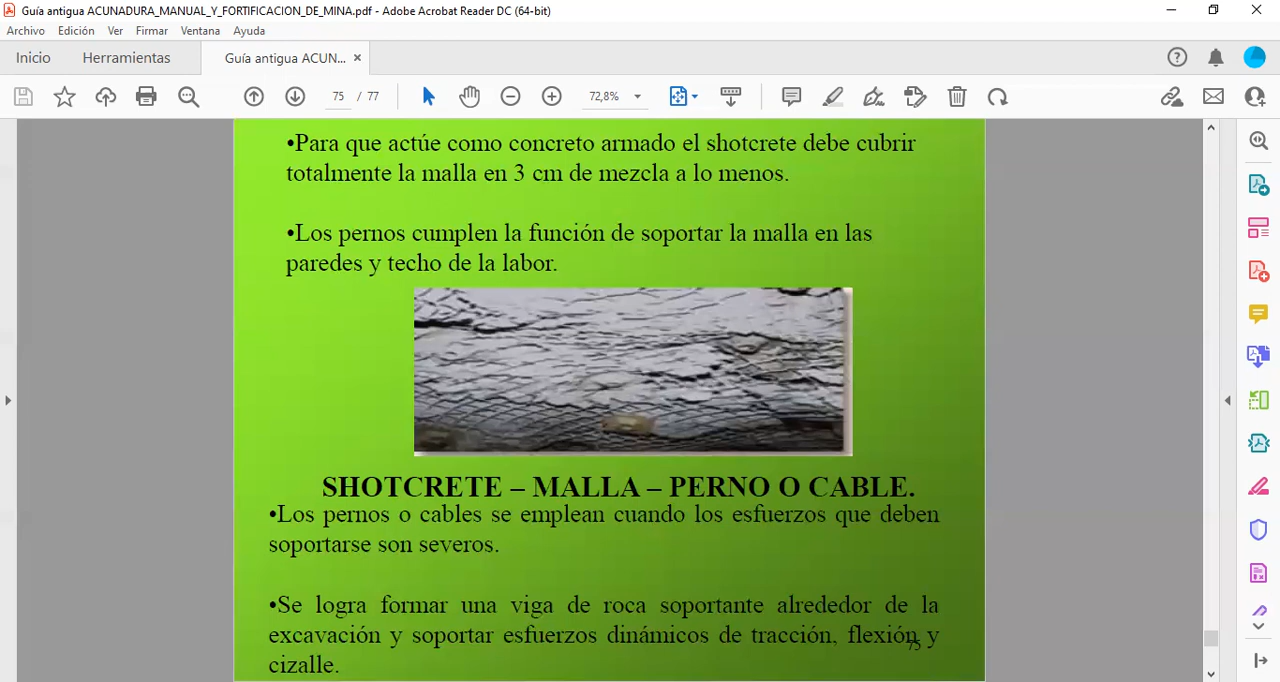 Guía antigua ACUNADURA_MANUAL_Y_FORTIFICACION_DE_MINA.pdf - Adobe Acrobat Reader DC (64-bit)
Archivo Edición Ver Firmar Ventana Ayuda
Inicio Herramientas Guía antigua ACUN... ×
75 / 77 72,8%
•Para que actúe como concreto armado el shotcrete debe cubrir
totalmente la malla en 3 cm de mezcla a lo menos.
•Los pernos cumplen la función de soportar la malla en las
paredes y techo de la labor.
SHOTCRETE – MALLA – PERNO O CABLE.
•Los pernos o cables se emplean cuando los esfuerzos que deben
soportarse son severos.
•Se logra formar una viga de roca soportante alrededor de la
excavación y soportar esfuerzos dinámicos de tracción, flexión y
cizalle.
75